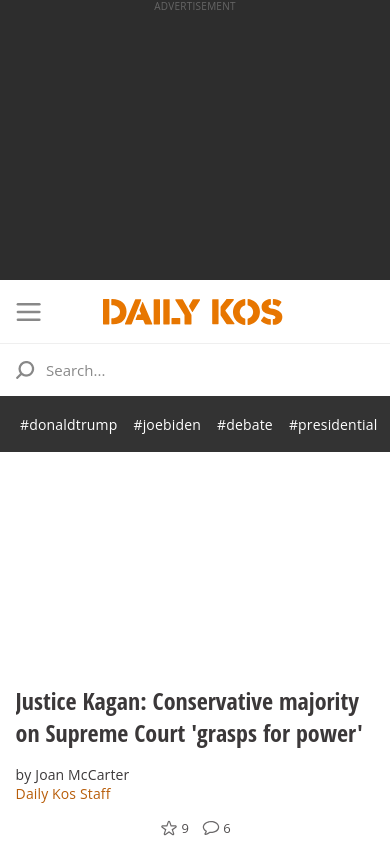 ADVERTISEMENT
DAILY KOS
Search...
#donaldtrump #joebiden #debate #presidential
Justice Kagan: Conservative majority
on Supreme Court 'grasps for power'
by Joan McCarter
Daily Kos Staff
9 6